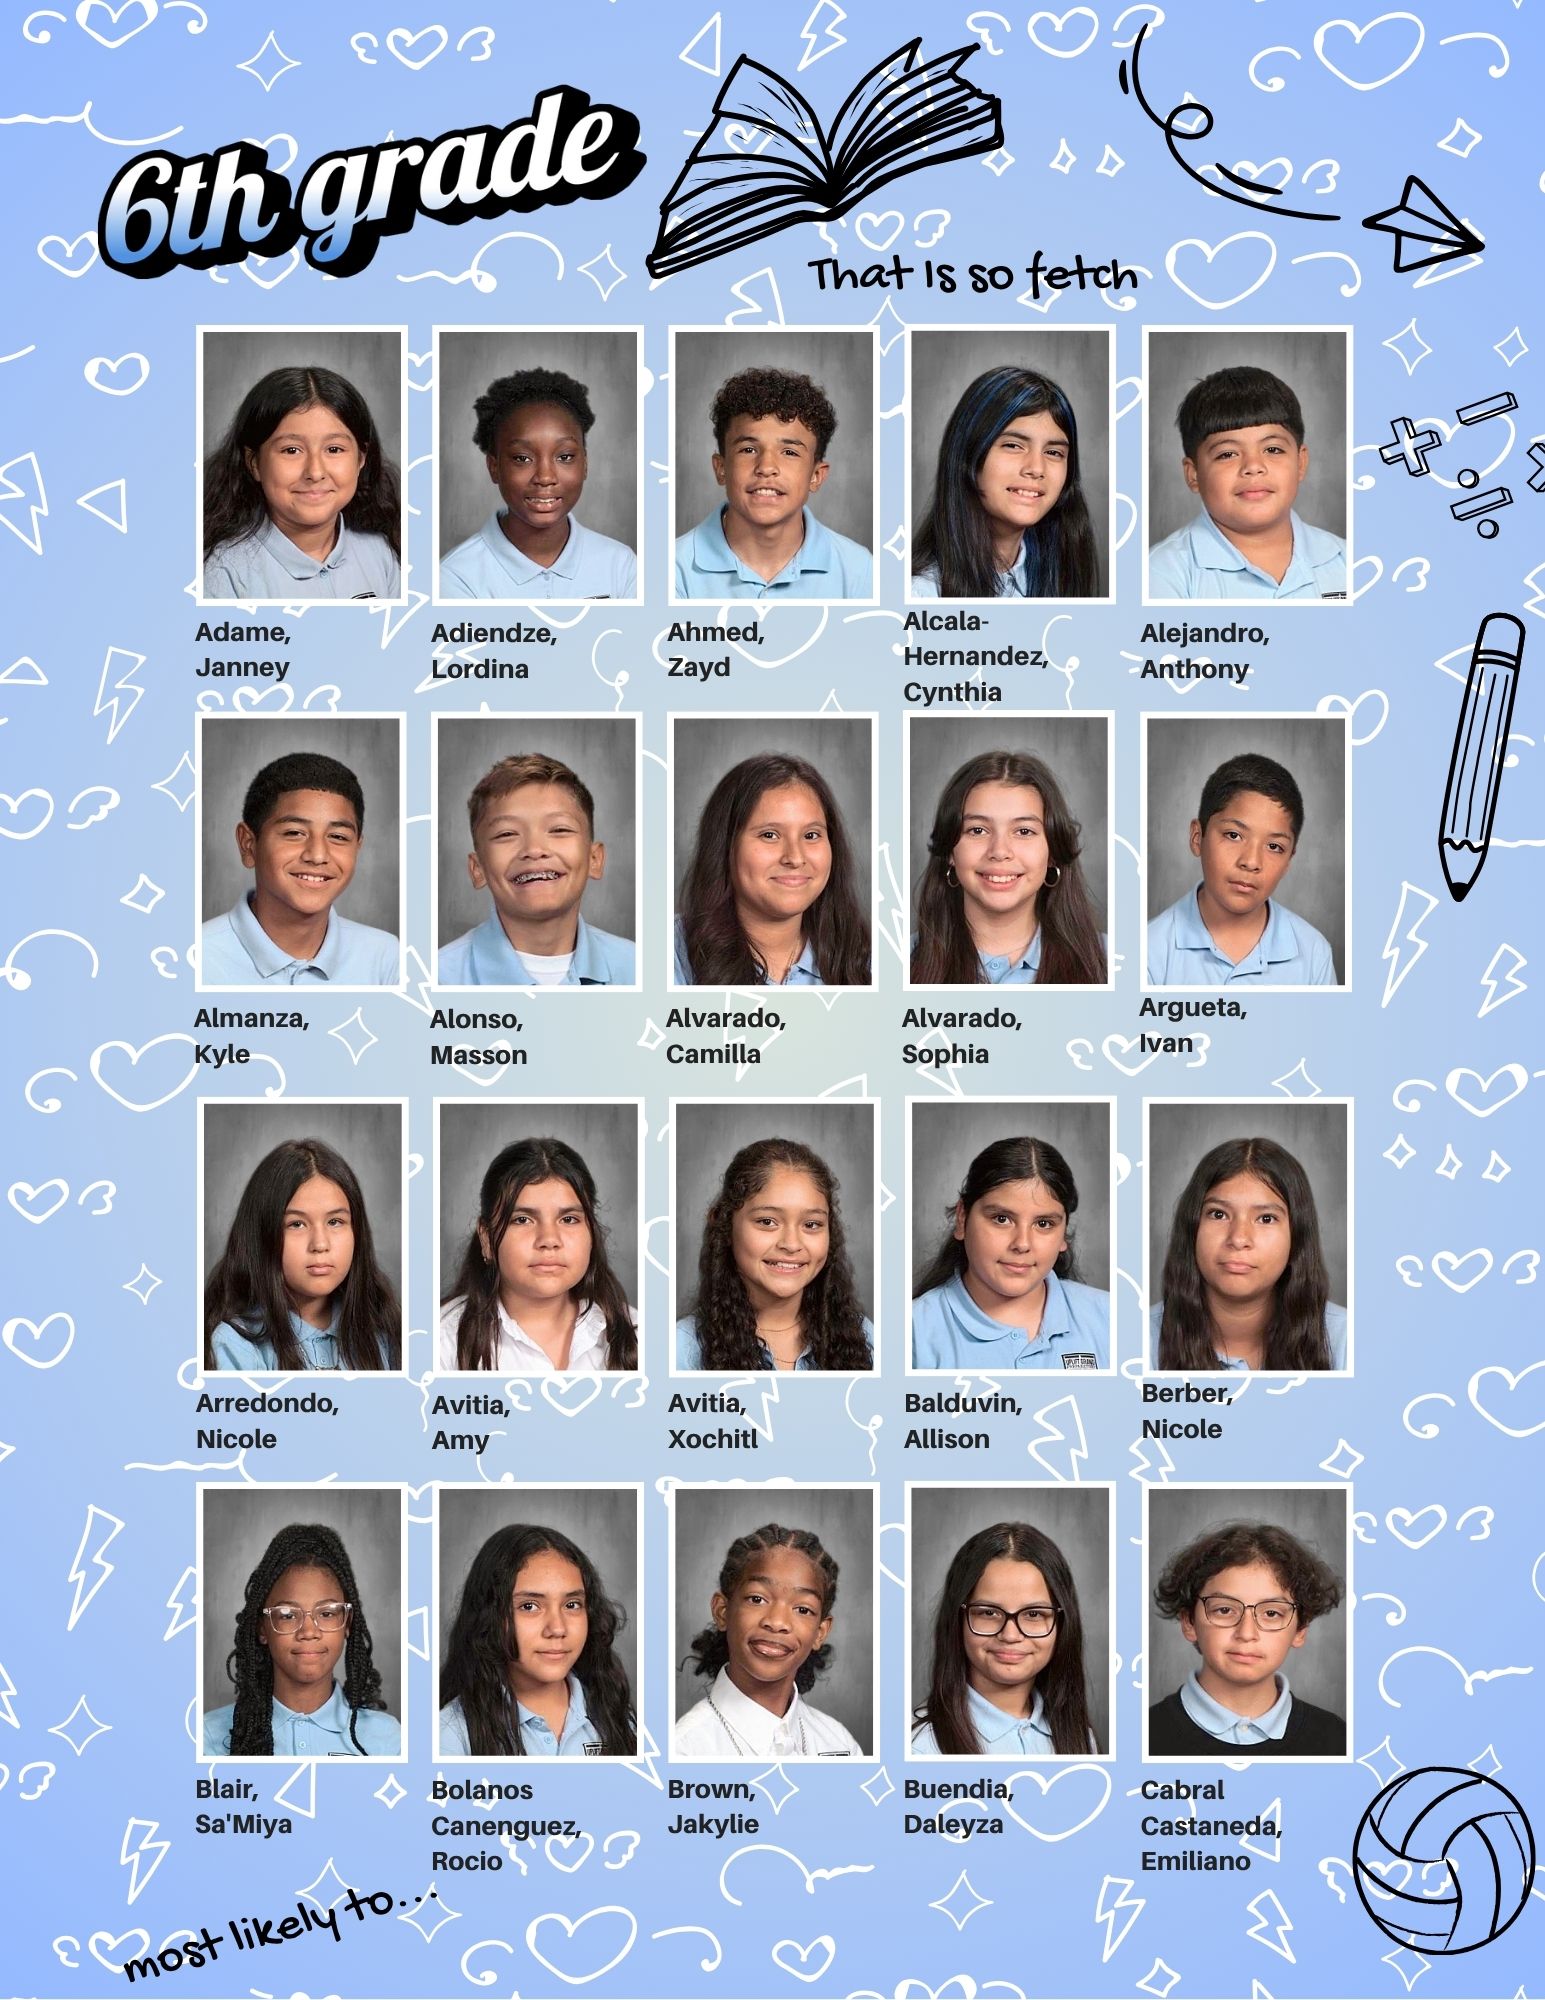 6th grade
That Is so fetch
Adame,
Janney
Adiendze,
Lordina
Ahmed,
Zayd
Alcala-
Hernandez,
Cynthia
Alejandro,
Anthony
Almanza,
Kyle
Alonso,
Masson
Alvarado,
Camilla
Alvarado,
Sophia
Argueta,
Ivan
Arredondo,
Nicole
Avitia,
Amy
Avitia,
Xochitl
Balduvin,
Allison
UPLIFT GRAND
Berber,
Nicole
Blair,
Sa'Miya
Bolanos
Canenguez,
Rocio
Brown,
Jakylie
Buendia,
Daleyza
Cabral
Castaneda,
Emiliano
most likely to...